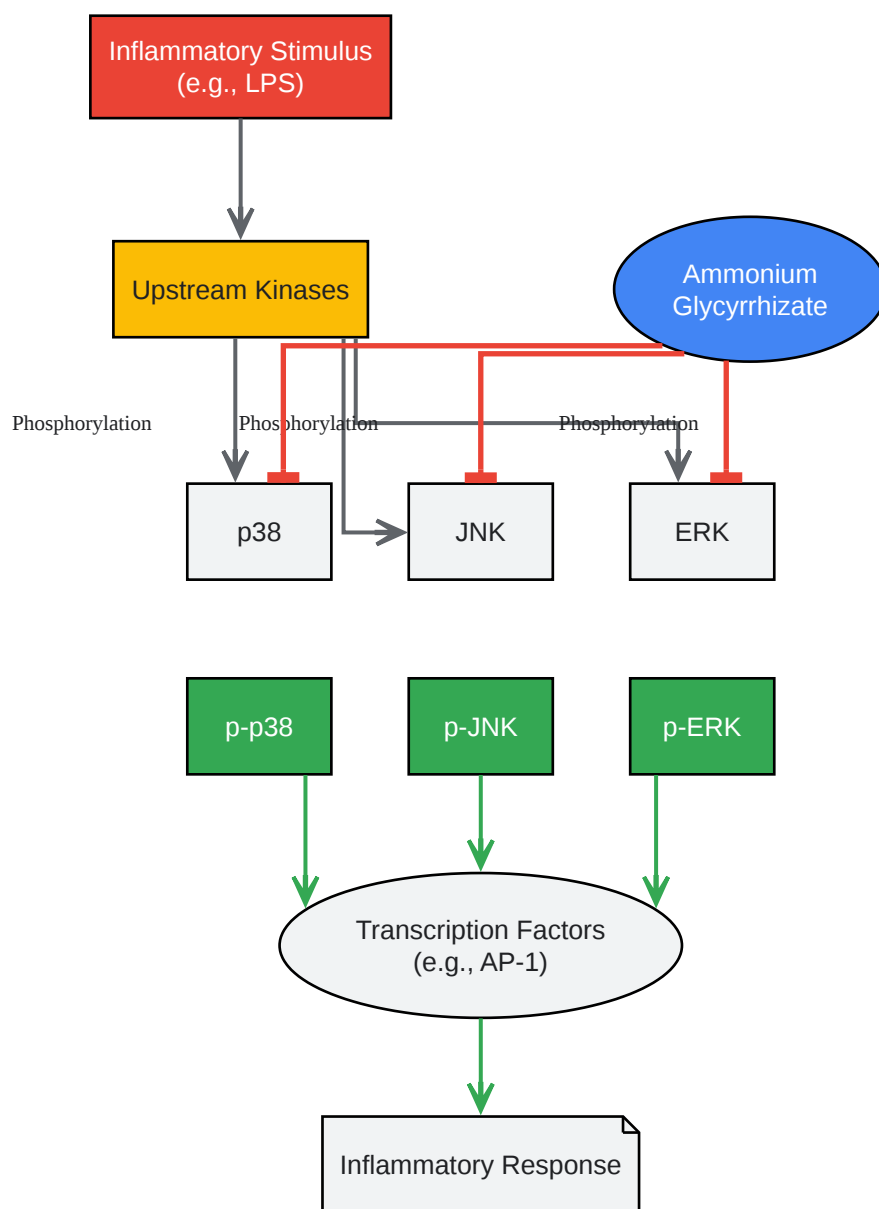 Inflammatory Stimulus
(e.g., LPS)
Upstream Kinases
Ammonium
Glycyrrhizate
Phosphorylation
Phosphorylation
Phosphorylation
p38
JNK
ERK
p-p38
p-JNK
p-ERK
Transcription Factors
(e.g., AP-1)
Inflammatory Response